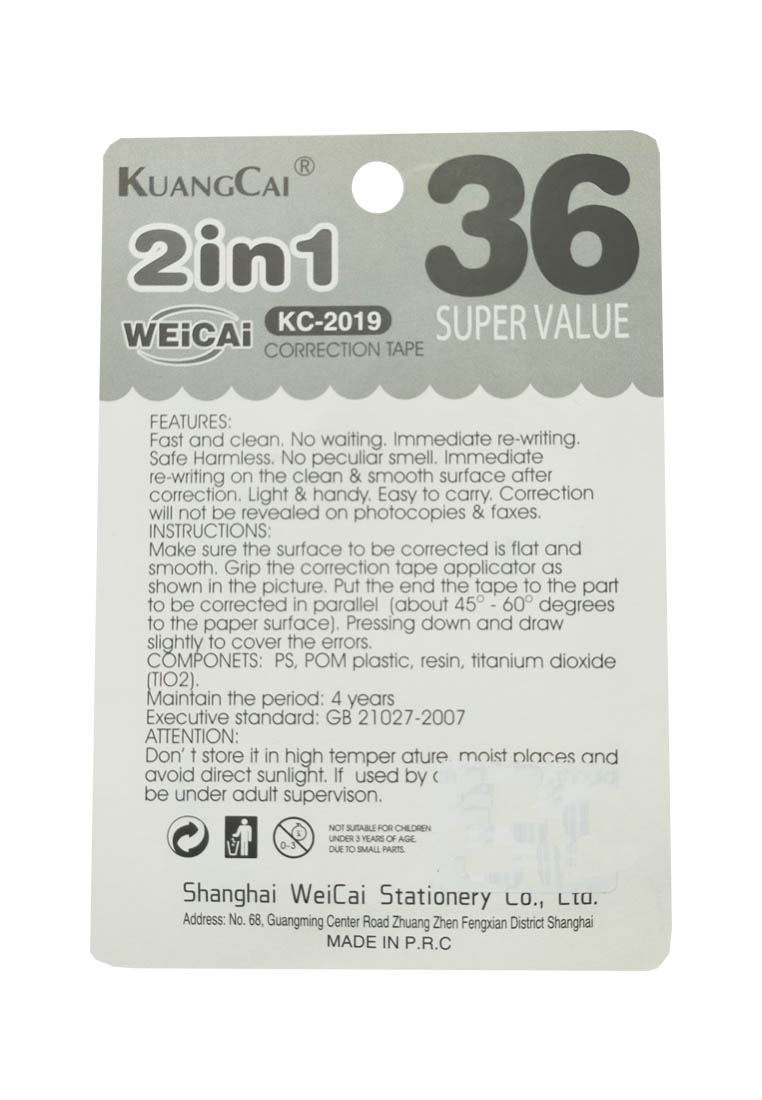 KUANGCAI®
36
2in1
WEiCAi
KC-2019
CORRECTION TAPE
SUPER VALUE
FEATURES:
Fast and clean. No waiting. Immediate re-writing.
Safe Harmless. No peculiar smell. Immediate
re-writing on the clean & smooth surface after
correction. Light & handy. Easy to carry. Correction
will not be revealed on photocopies & faxes.
INSTRUCTIONS:
Make sure the surface to be corrected is flat and
smooth. Grip the correction tape applicator as
shown in the picture. Put the end the tape to the part
to be corrected in parallel (about 45° - 60° degrees
to the paper surface). Pressing down and draw
slightly to cover the errors.
COMPONETS: PS, POM plastic, resin, titanium dioxide
(TIO2).
Maintain the period: 4 years
Executive standard: GB 21027-2007
ATTENTION:
Don' t store it in high temper ature, moist places and
avoid direct sunlight. If used by
be under adult supervison.
0-3
NOT SUITABLE FOR CHILDREN
UNDER 3 YEARS OF AGE,
DUE TO SMALL PARTS.
Shanghai WeiCai Stationery Co., Ltd.
Address: No. 68, Guangming Center Road Zhuang Zhen Fengxian District Shanghai
MADE IN P.R.C